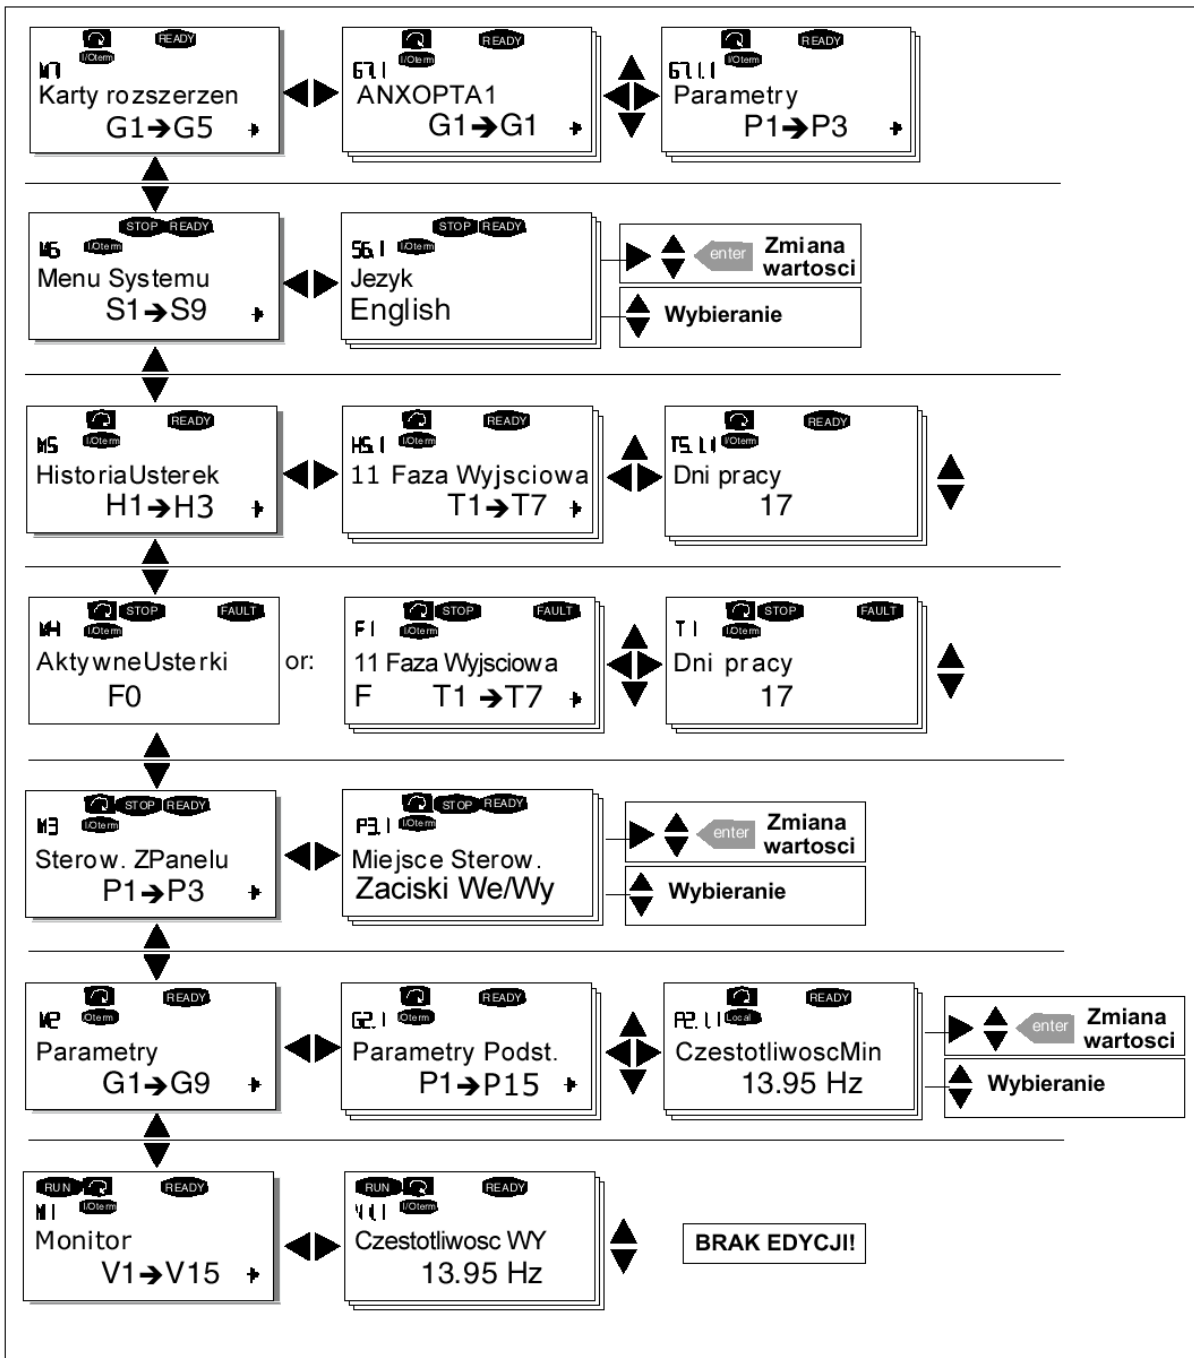 READY
I/Oterm
M7
Karty rozszerzen
G1➔G5
READY
I/Oterm
G7.1
ANXOPTA1
G1➔G1
READY
I/Oterm
G7.1.1
Parametry
P1➔P3
STOP READY
I/Oterm
M6
Menu Systemu
S1➔S9
STOP READY
S6.1 I/Oterm
Jezyk
English
enter Zmiana
wartosci
Wybieranie
READY
M5 I/Oterm
HistoriaUsterek
H1➔H3
READY
H5.1 I/Oterm
11 Faza Wyjsciowa
T1➔T7
READY
T5.1.1 I/Oterm
Dni pracy
17
STOP FAULT
M4 I/Oterm
AktywneUsterki
F0
or:
STOP FAULT
F1 I/Oterm
11 Faza Wyjsciowa
F T1➔T7
STOP FAULT
T1 I/Oterm
Dni pracy
17
STOP READY
M3 I/Oterm
Sterow. ZPanelu
P1➔P3
STOP READY
P3.1 I/Oterm
Miejsce Sterow.
Zaciski We/Wy
enter Zmiana
wartosci
Wybieranie
READY
M2 I/Oterm
Parametry
G1➔G9
READY
G2.1 I/Oterm
Parametry Podst.
P1➔P15
READY
P2.1.1 Local
CzestotliwoscMin
13.95 Hz
enter Zmiana
wartosci
Wybieranie
RUN READY
M1 I/Oterm
Monitor
V1➔V15
RUN READY
V1.1 I/Oterm
Czestotliwosc WY
13.95 Hz
BRAK EDYCJI!